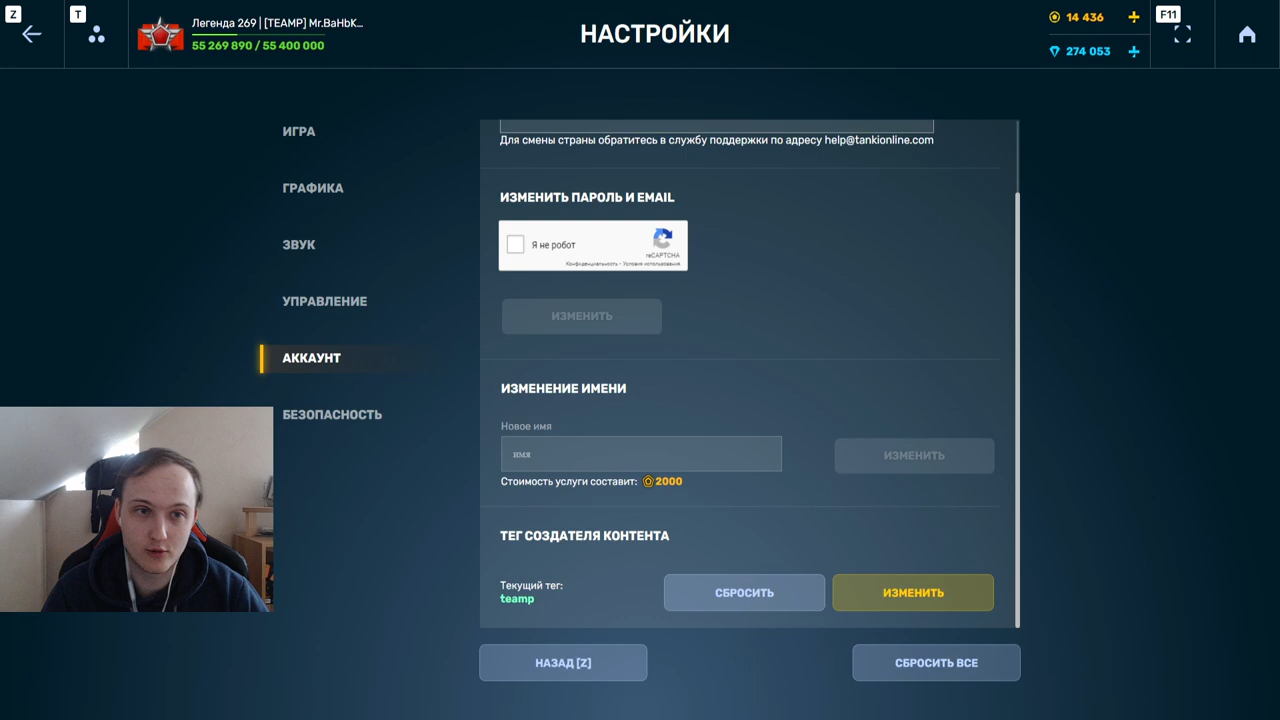 Z
T
Легенда 269 | [TEAMP] Mr.BaHbK...
55 269 890 / 55 400 000
НАСТРОЙКИ
14 436
274 053
F11
ИГРА
ГРАФИКА
ЗВУК
УПРАВЛЕНИЕ
АККАУНТ
БЕЗОПАСНОСТЬ
Для смены страны обратитесь в службу поддержки по адресу help@tankionline.com
ИЗМЕНИТЬ ПАРОЛЬ И EMAIL
Я не робот
reCAPTCHA
Конфиденциальность - Условия использования
ИЗМЕНИТЬ
ИЗМЕНЕНИЕ ИМЕНИ
Новое имя
имя
ИЗМЕНИТЬ
Стоимость услуги составит: 2000
ТЕГ СОЗДАТЕЛЯ КОНТЕНТА
Текущий тег:
teamp
СБРОСИТЬ
ИЗМЕНИТЬ
НАЗАД [Z]
СБРОСИТЬ ВСЕ